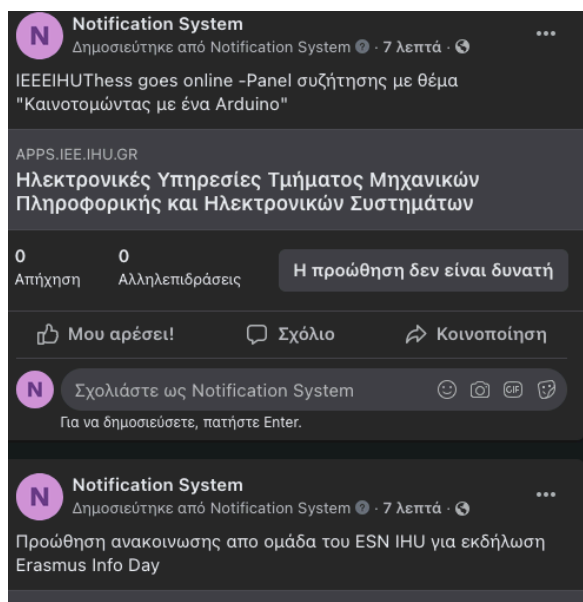 N
Notification System
Δημοσιεύτηκε από Notification System ? · 7 λεπτά ·
IEEEIHUThess goes online -Panel συζήτησης με θέμα
"Καινοτομώντας με ένα Arduino"
APPS.IEE.IHU.GR
Ηλεκτρονικές Υπηρεσίες Τμήματος Μηχανικών
Πληροφορικής και Ηλεκτρονικών Συστημάτων
0 0
Απήχηση Αλληλεπιδράσεις Η προώθηση δεν είναι δυνατή
Μου αρέσει! Σχόλιο Κοινοποίηση
N Σχολιάστε ως Notification System GIF
Για να δημοσιεύσετε, πατήστε Enter.
N
Notification System
Δημοσιεύτηκε από Notification System ? · 7 λεπτά ·
Προώθηση ανακοινωσης απο ομάδα του ESN IHU για εκδήλωση
Erasmus Info Day